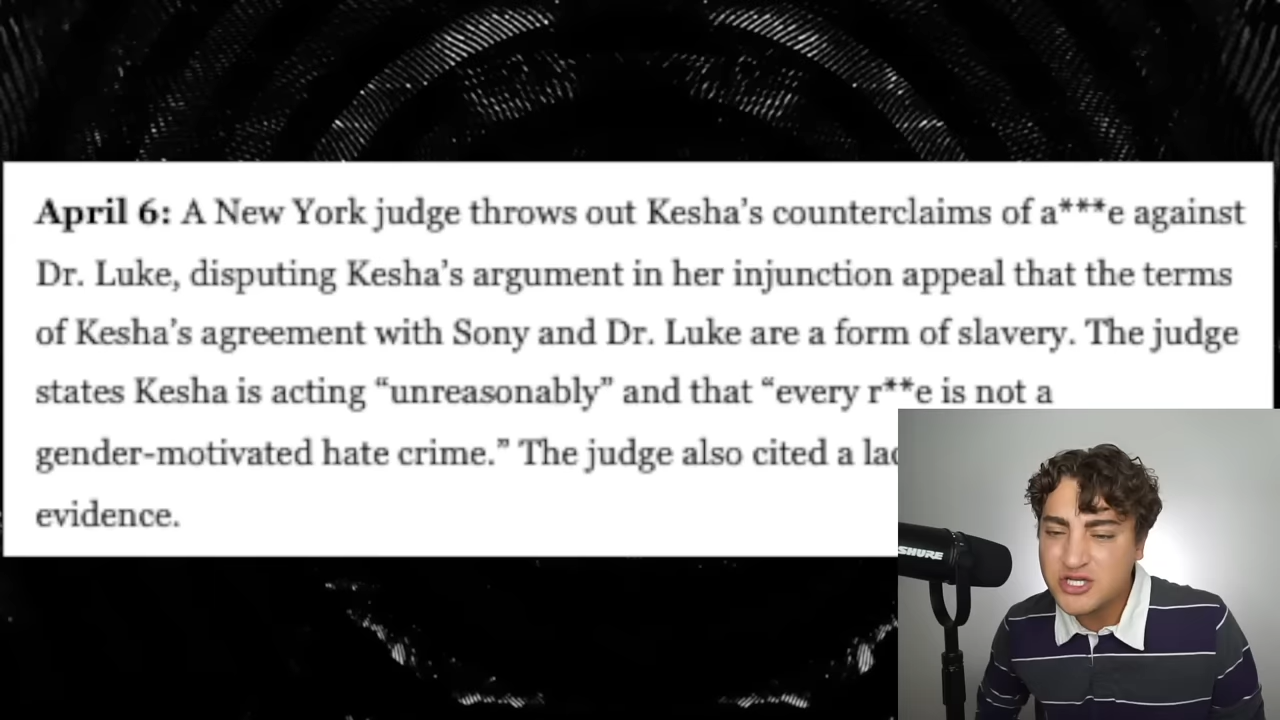 April 6: A New York judge throws out Kesha’s counterclaims of a***e against
Dr. Luke, disputing Kesha’s argument in her injunction appeal that the terms
of Kesha’s agreement with Sony and Dr. Luke are a form of slavery. The judge
states Kesha is acting “unreasonably” and that “every r**e is not a
gender-motivated hate crime.” The judge also cited a
evidence.
SHURE